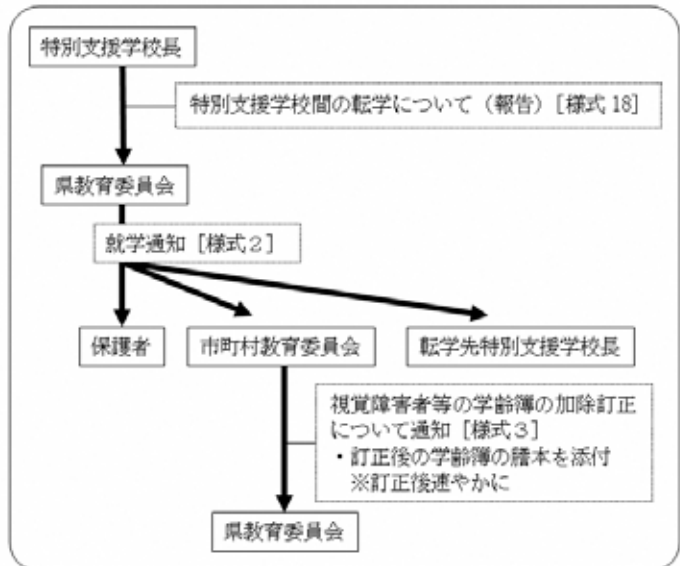 特別支援学校長
特別支援学校間の転学について（報告）［様式 18］
県教育委員会
就学通知［様式２］
保護者
市町村教育委員会
転学先特別支援学校長
視覚障害者等の学齢簿の加除訂正
について通知［様式３］
・訂正後の学齢簿の謄本を添付
※訂正後速やかに
県教育委員会